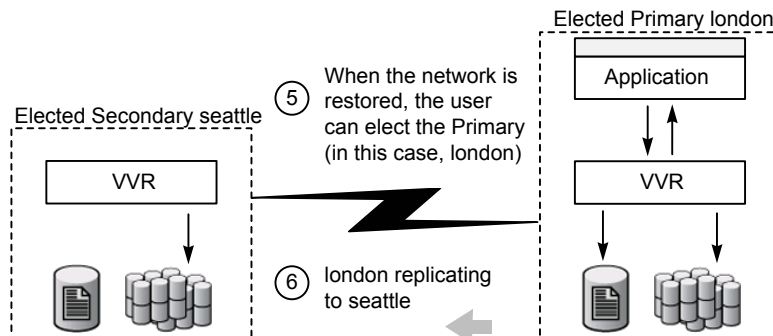 Elected Primary london
Application
5
When the network is
restored, the user
can elect the Primary
(in this case, london)
Elected Secondary seattle
VVR
VVR
6
london replicating
to seattle